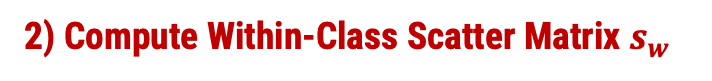 2) Compute Within-Class Scatter Matrix s_w